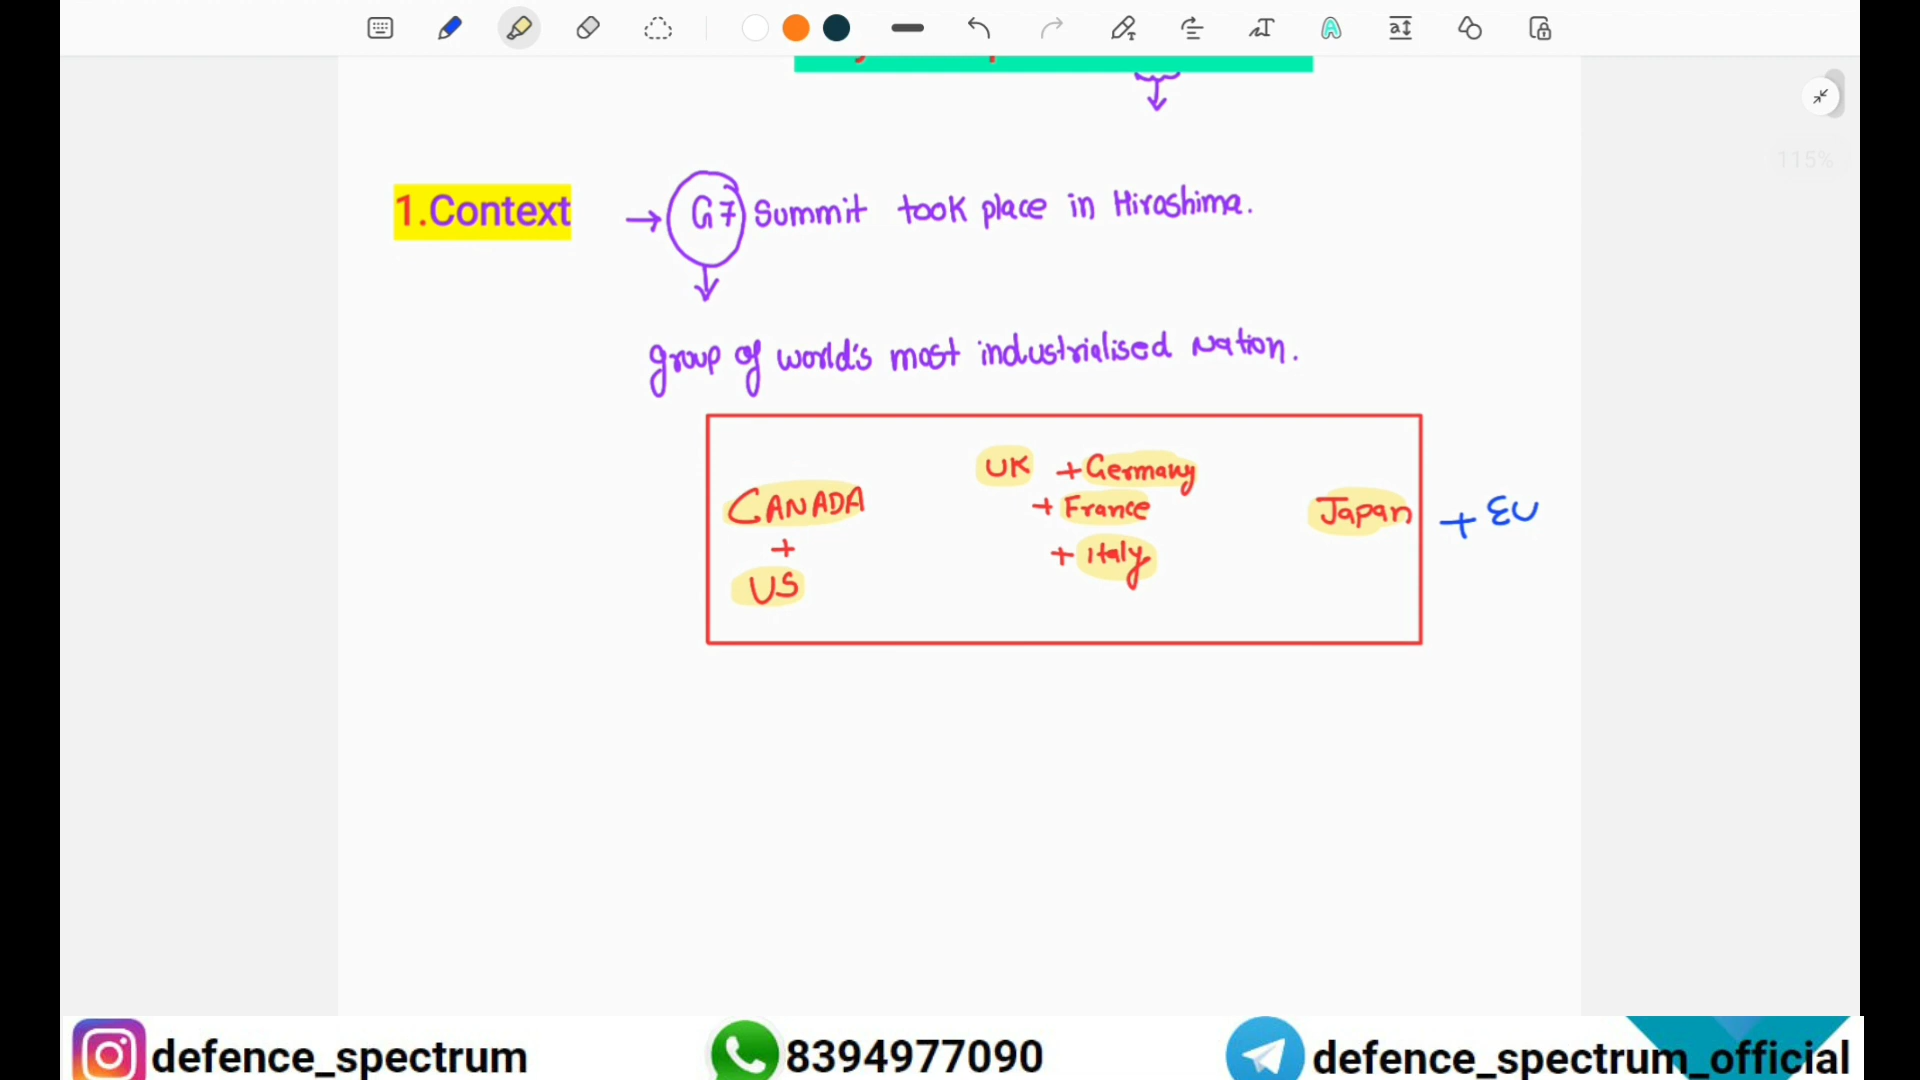 115%
1.Context → G7 Summit took place in Hiroshima.
group of world's most industrialised Nation.
UK + Germany
CANADA + France Japan + EU
+ + Italy
US
defence_spectrum 8394977090 defence_spectrum_official